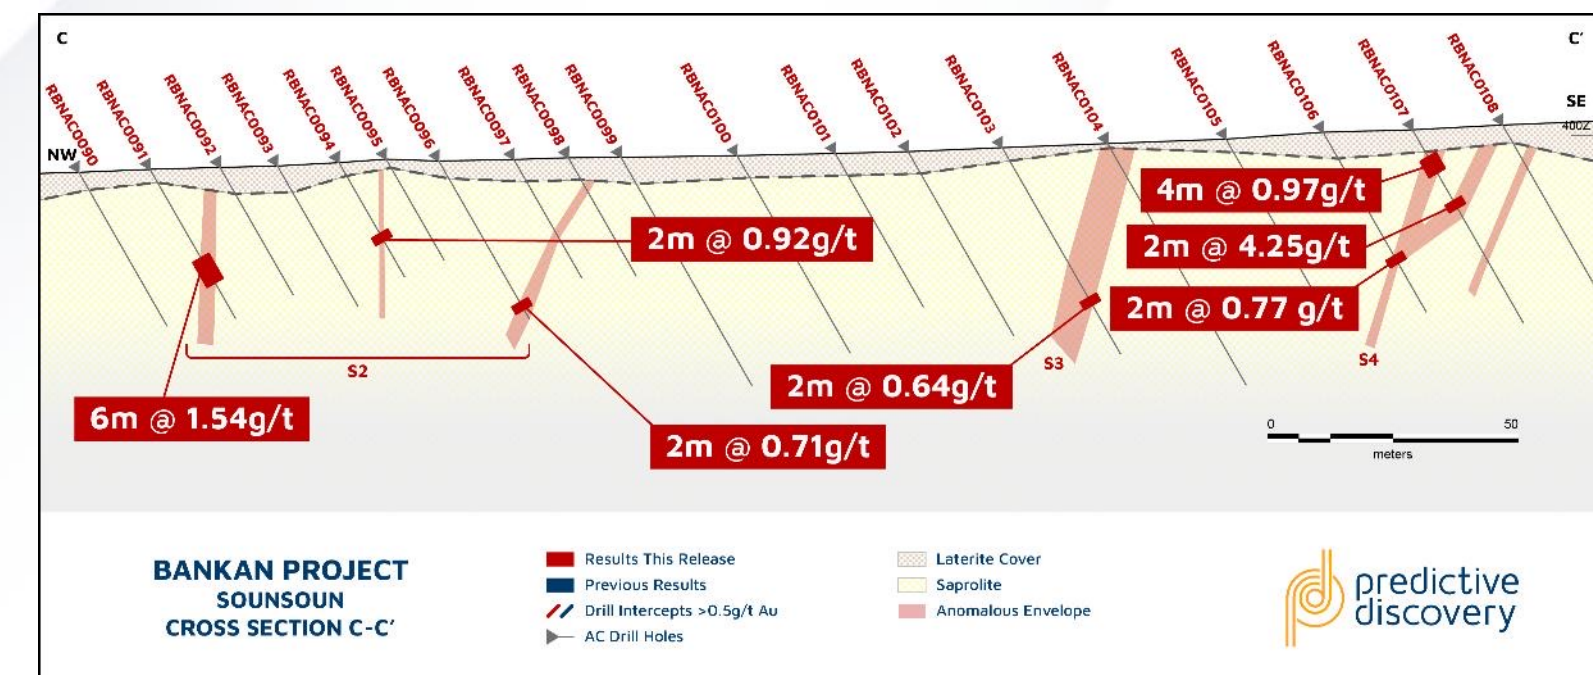 C
C'
NW
SE
400Z
RBNAC0090
RBNAC0091
RBNAC0092
RBNAC0093
RBNAC0094
RBNAC0095
RBNAC0096
RBNAC0097
RBNAC0098
RBNAC0099
RBNAC0100
RBNAC0101
RBNAC0102
RBNAC0103
RBNAC0104
RBNAC0105
RBNAC0106
RBNAC0107
RBNAC0108
4m @ 0.97g/t
2m @ 0.92g/t
2m @ 4.25g/t
2m @ 0.77 g/t
2m @ 0.64g/t
6m @ 1.54g/t
2m @ 0.71g/t
S2
S3
S4
0 50
meters
BANKAN PROJECT
SOUNSOUN
CROSS SECTION C-C'
Results This Release
Previous Results
Drill Intercepts >0.5g/t Au
AC Drill Holes
Laterite Cover
Saprolite
Anomalous Envelope
predictive
discovery